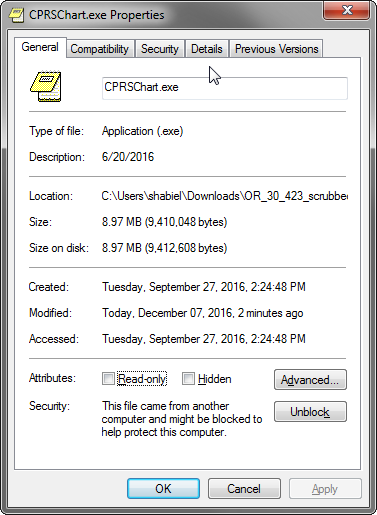 CPRSChart.exe Properties
General Compatibility Security Details Previous Versions
CPRSChart.exe
Type of file: Application (.exe)
Description: 6/20/2016
Location: C:\Users\shabiel\Downloads\OR_30_423_scrubbed
Size: 8.97 MB (9,410,048 bytes)
Size on disk: 8.97 MB (9,412,608 bytes)
Created: Tuesday, September 27, 2016, 2:24:48 PM
Modified: Today, December 07, 2016, 2 minutes ago
Accessed: Tuesday, September 27, 2016, 2:24:48 PM
Attributes: Read-only Hidden Advanced...
Security: This file came from another
computer and might be blocked to
help protect this computer.
Unblock
OK Cancel Apply